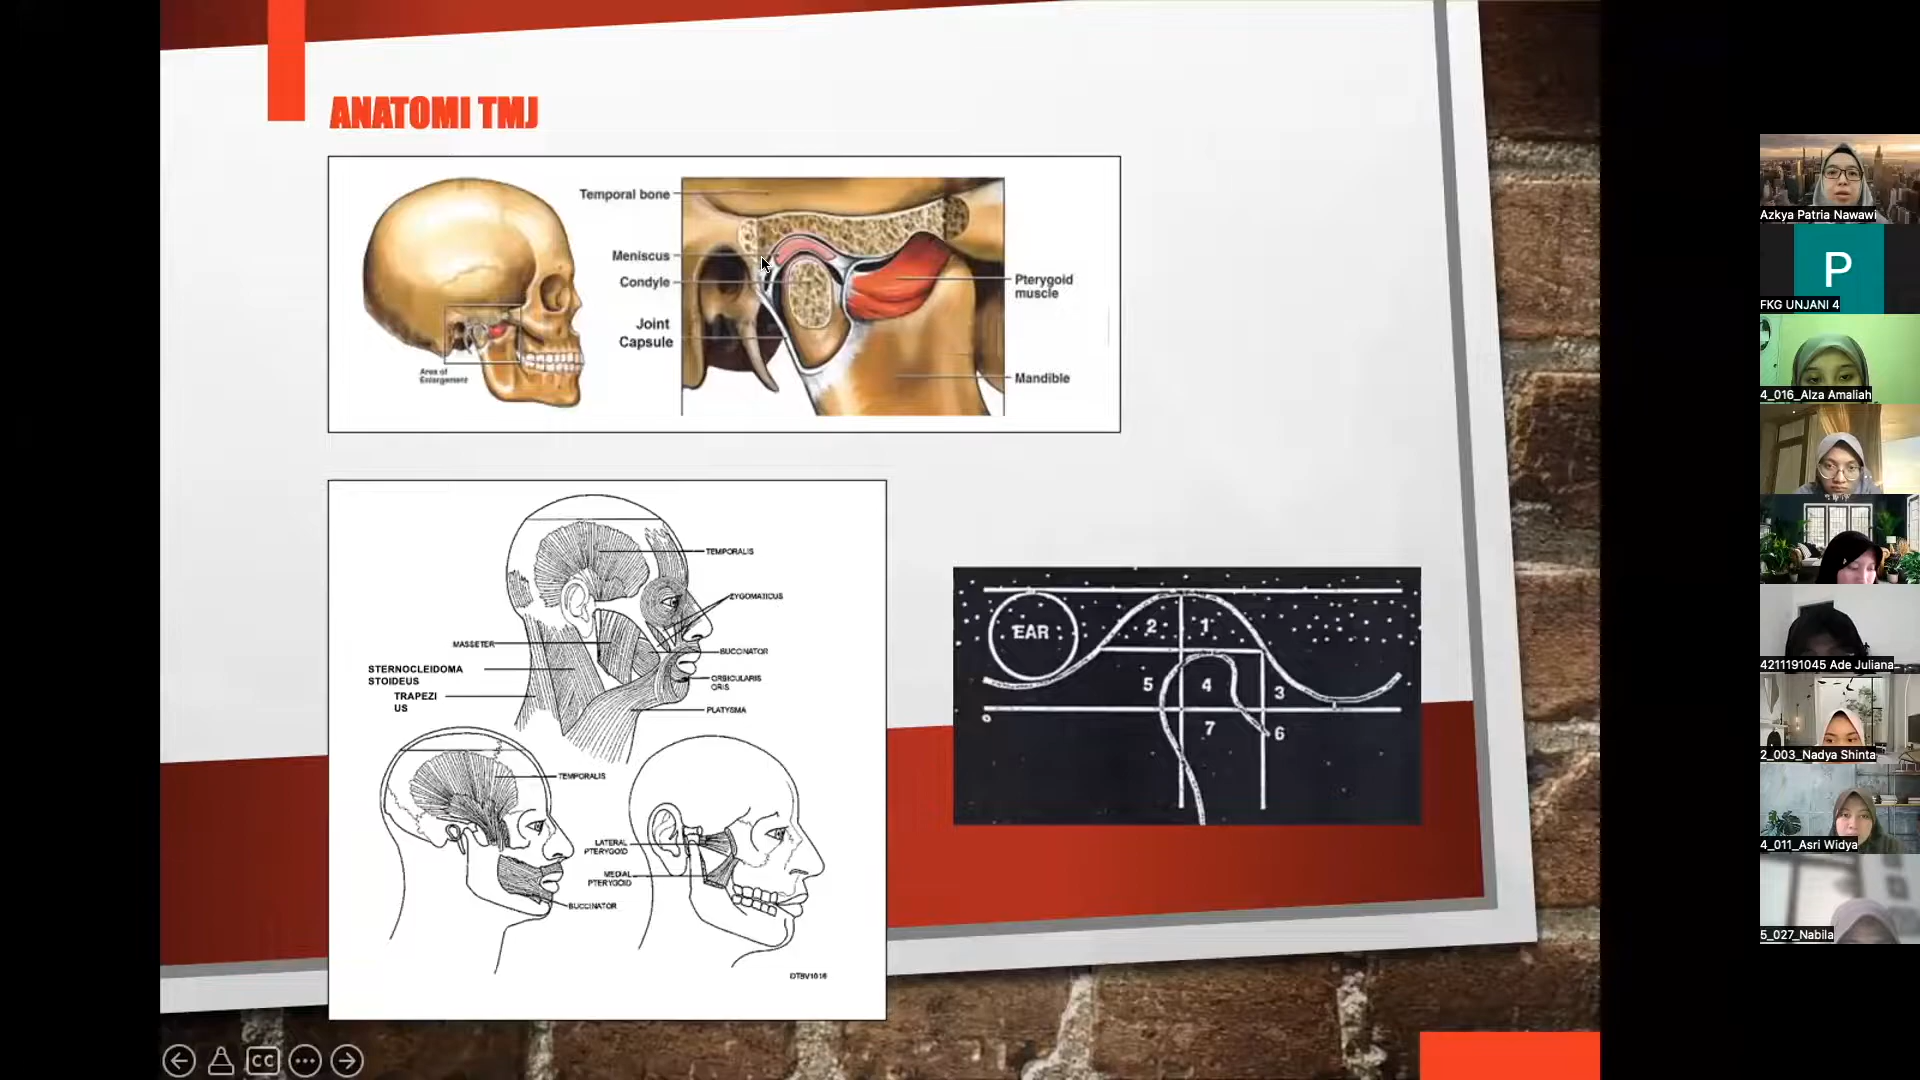 ANATOMI TMJ
Temporal bone
Meniscus
Condyle
Joint
Capsule
Pterygoid
muscle
Mandible
Area of
Enlargement
TEMPORALIS
ZYGOMATICUS
MASSETER
BUCCINATOR
STERNOCLEIDOMA
STOIDEUS
TRAPEZI
US
ORBICULARIS
ORIS
PLATYSMA
TEMPORALIS
LATERAL
PTERYGOID
MEDIAL
PTERYGOID
BUCCINATOR
DTBV1016
EAR
2
1
5
4
3
7
6
CC
Azkya Patria Nawawi
P
FKG UNJANI 4
4_016_Alza Amaliah
4211191045 Ade Juliana
2_003_Nadya Shinta
4_011_Asri Widya
5_027_Nabila